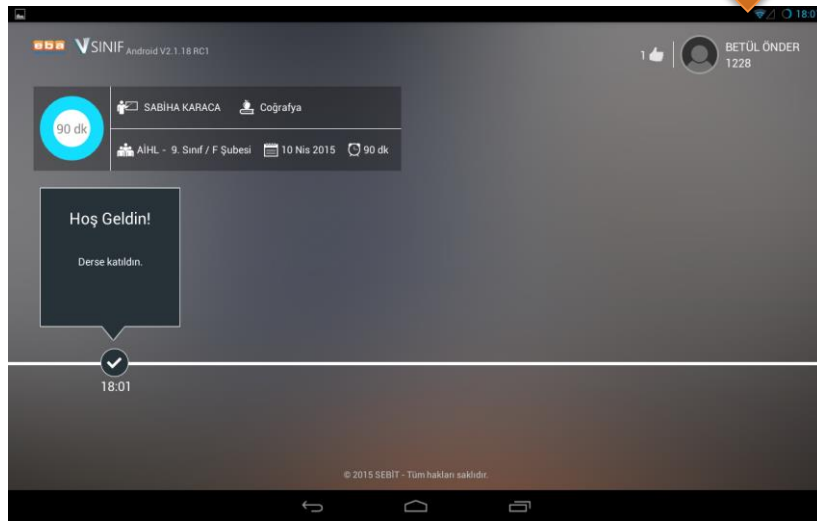 18:0
eba VSINIF Android V2.1.18 RC1
1
BETÜL ÖNDER
1228
90 dk
SABİHA KARACA Coğrafya
AİHL - 9. Sınıf / F Şubesi 10 Nis 2015 90 dk
Hoş Geldin!
Derse katıldın.
18:01
© 2015 SEBİT - Tüm hakları saklıdır.